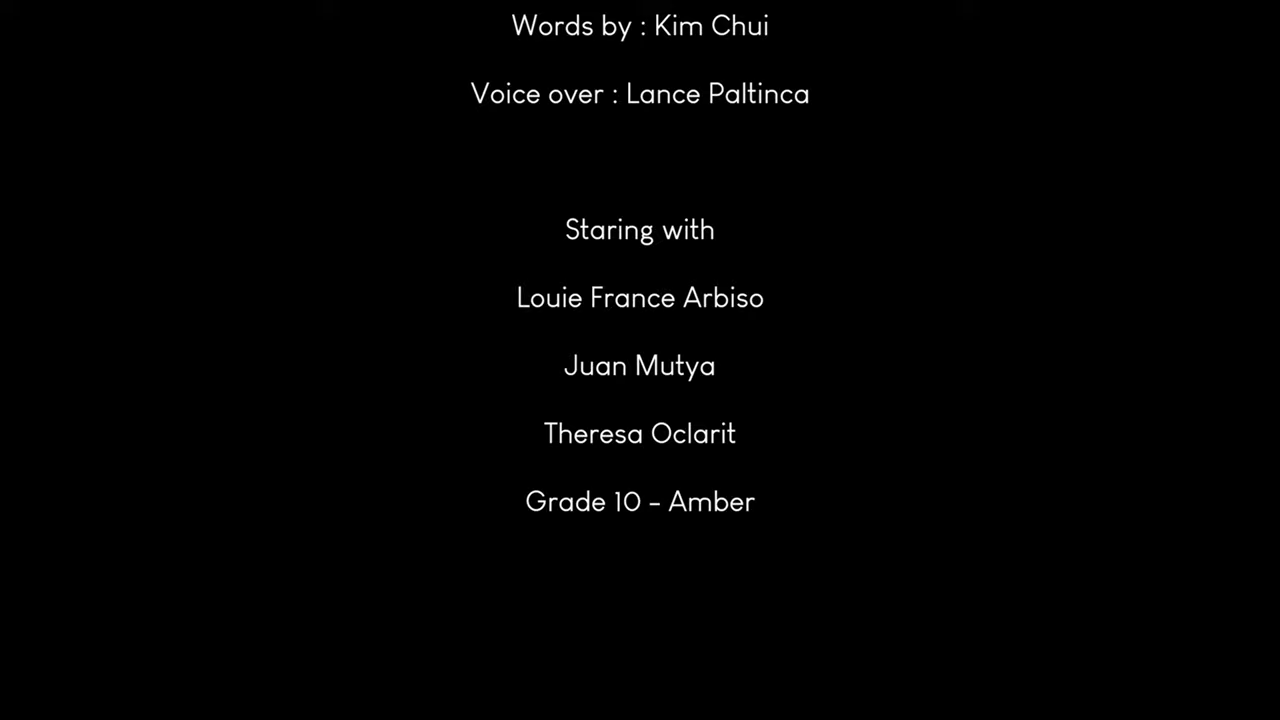 Words by : Kim Chui
Voice over : Lance Paltinca
Staring with
Louie France Arbiso
Juan Mutya
Theresa Oclarit
Grade 10 - Amber